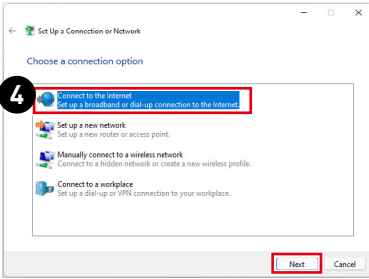 Set Up a Connection or Network
Choose a connection option
4
Connect to the Internet
Set up a broadband or dial-up connection to the Internet.
Set up a new network
Set up a new router or access point.
Manually connect to a wireless network
Connect to a hidden network or create a new wireless profile.
Connect to a workplace
Set up a dial-up or VPN connection to your workplace.
Next Cancel